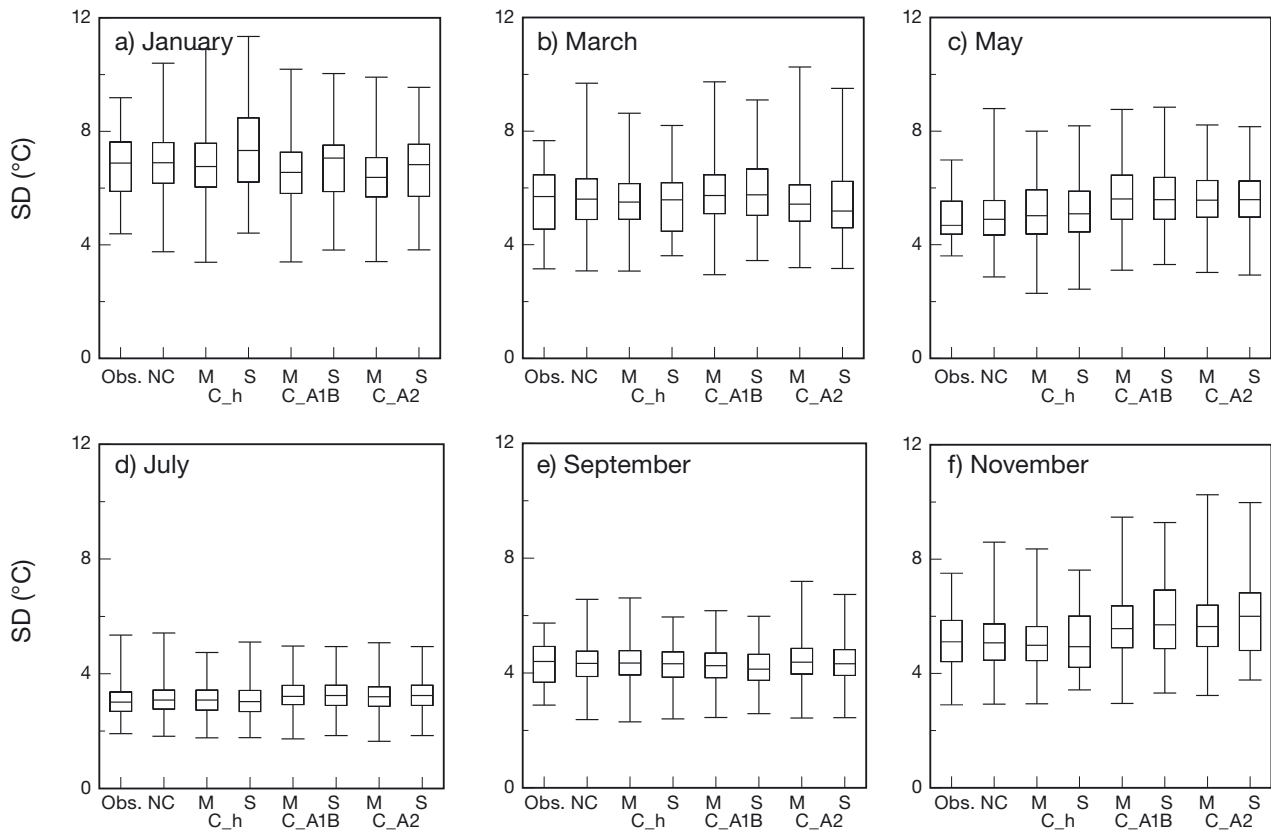 12
8
4
0
SD (°C)
a) January
Obs. NC M S M S M S
C_h C_A1B C_A2
12
8
4
0
b) March
Obs. NC M S M S M S
C_h C_A1B C_A2
12
8
4
0
c) May
Obs. NC M S M S M S
C_h C_A1B C_A2
12
8
4
0
SD (°C)
d) July
Obs. NC M S M S M S
C_h C_A1B C_A2
12
8
4
0
e) September
Obs. NC M S M S M S
C_h C_A1B C_A2
12
8
4
0
f) November
Obs. NC M S M S M S
C_h C_A1B C_A2